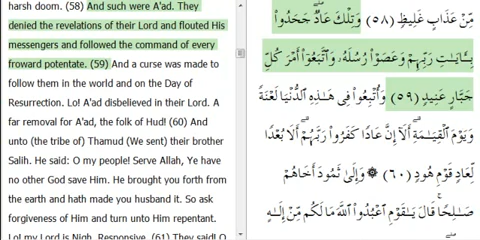 harsh doom. (58) And such were A'ad. They
denied the revelations of their Lord and flouted His
messengers and followed the command of every
froward potentate. (59) And a curse was made to
follow them in the world and on the Day of
Resurrection. Lo! A'ad disbelieved in their Lord. A
far removal for A'ad, the folk of Hud! (60) And
unto (the tribe of) Thamud (We sent) their brother
Salih. He said: O my people! Serve Allah, Ye have
no other God save Him. He brought you forth from
the earth and hath made you husband it. So ask
forgiveness of Him and turn unto Him repentant.
Lo! my Lord is Nigh, Responsive. (61) They said! O
مِّنْ عَذَابٍ غَلِيظٍ (٥٨) وَتِلْكَ عَادٌ ۖ جَحَدُوا۟
بِـَٔايَـٰتِ رَبِّهِمْ وَعَصَوْا۟ رُسُلَهُۥ وَٱتَّبَعُوٓا۟ أَمْرَ كُلِّ
جَبَّارٍ عَنِيدٍ (٥٩) وَأُتْبِعُوا۟ فِى هَـٰذِهِ ٱلدُّنْيَا لَعْنَةً
وَيَوْمَ ٱلْقِيَـٰمَةِ ۗ أَلَآ إِنَّ عَادًا كَفَرُوا۟ رَبَّهُمْ ۗ أَلَا بُعْدًا
لِّعَادٍ قَوْمِ هُودٍ (٦٠) ۞ وَإِلَىٰ ثَمُودَ أَخَاهُمْ
صَـٰلِحًا ۚ قَالَ يَـٰقَوْمِ ٱعْبُدُوا۟ ٱللَّهَ مَا لَكُم مِّنْ إِلَـٰهٍ